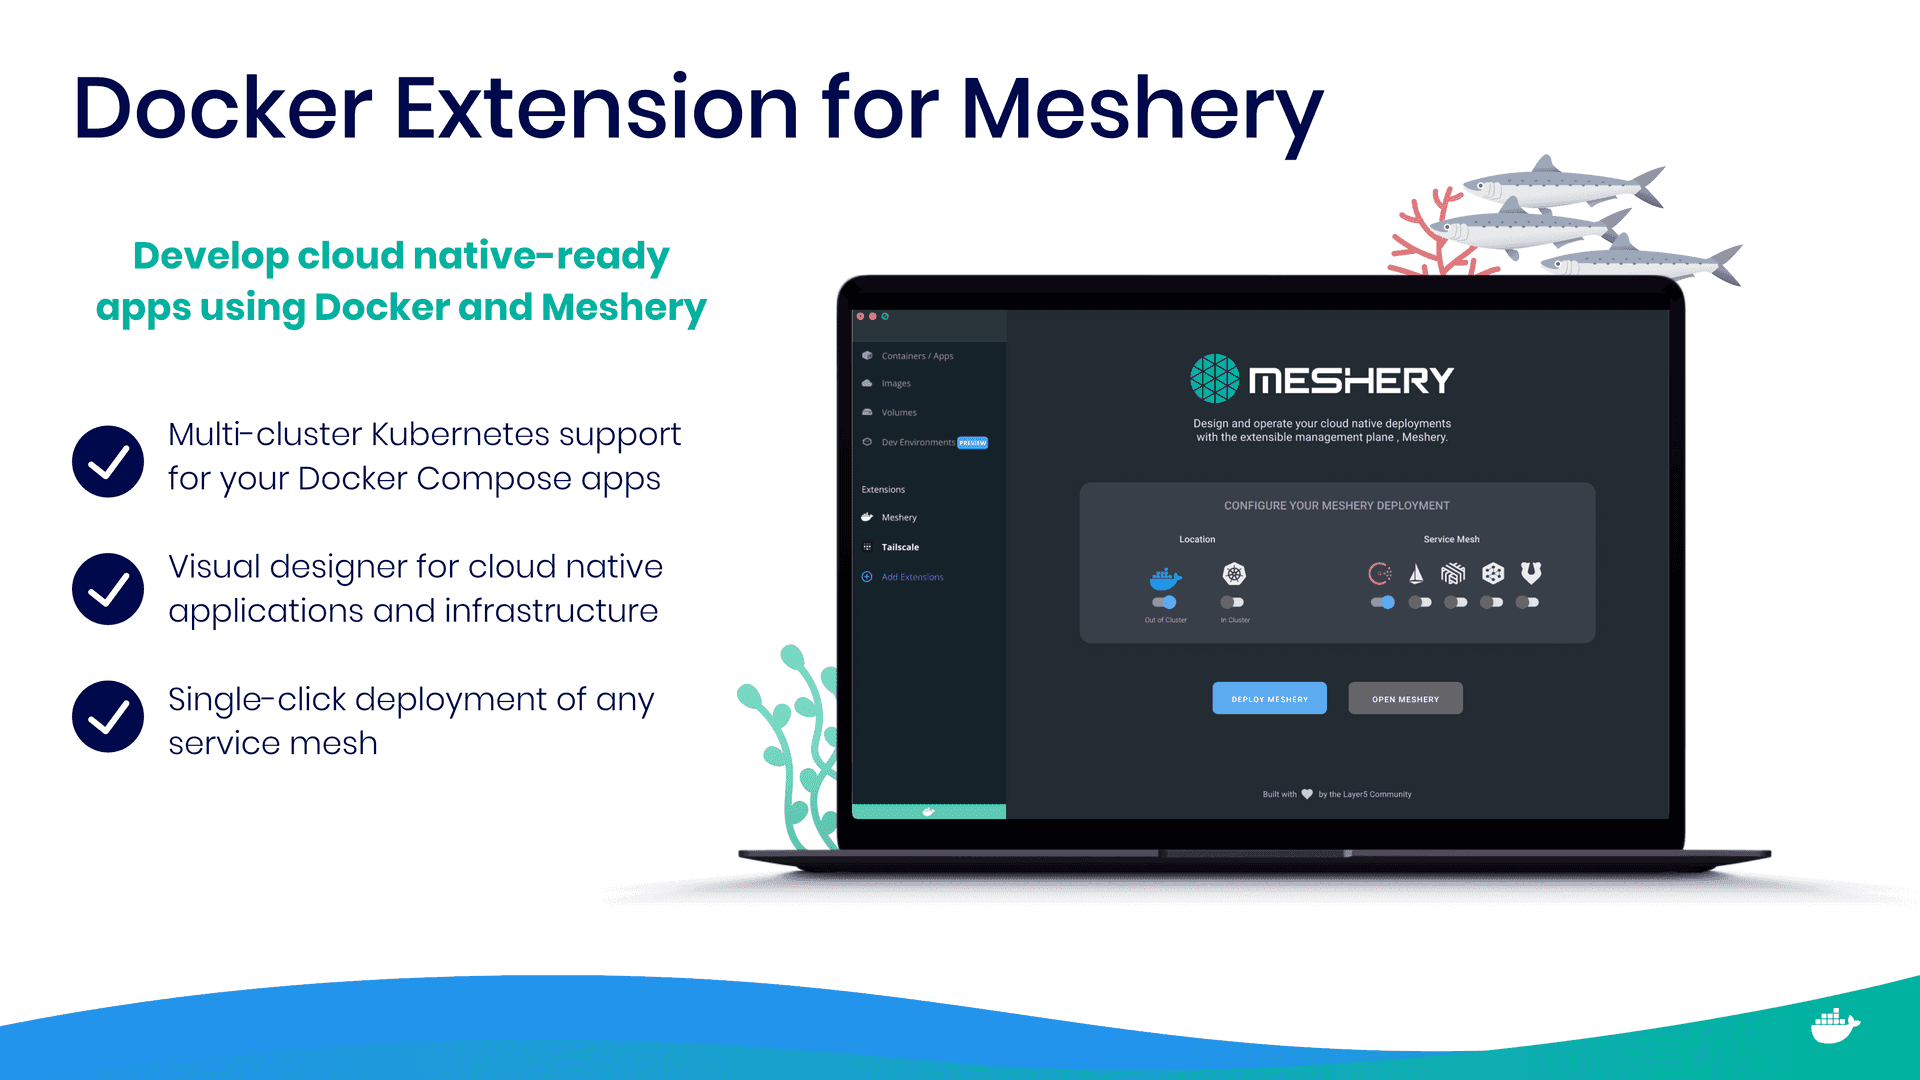 Docker Extension for Meshery
Develop cloud native-ready
apps using Docker and Meshery
Multi-cluster Kubernetes support
for your Docker Compose apps
Visual designer for cloud native
applications and infrastructure
Single-click deployment of any
service mesh
Containers / Apps
Images
Volumes
Dev Environments PREVIEW
Extensions
Meshery
Tailscale
Add Extensions
MESHERY
Design and operate your cloud native deployments
with the extensible management plane , Meshery.
CONFIGURE YOUR MESHERY DEPLOYMENT
Location
Service Mesh
Out of Cluster
In Cluster
DEPLOY MESHERY
OPEN MESHERY
Built with by the Layer5 Community